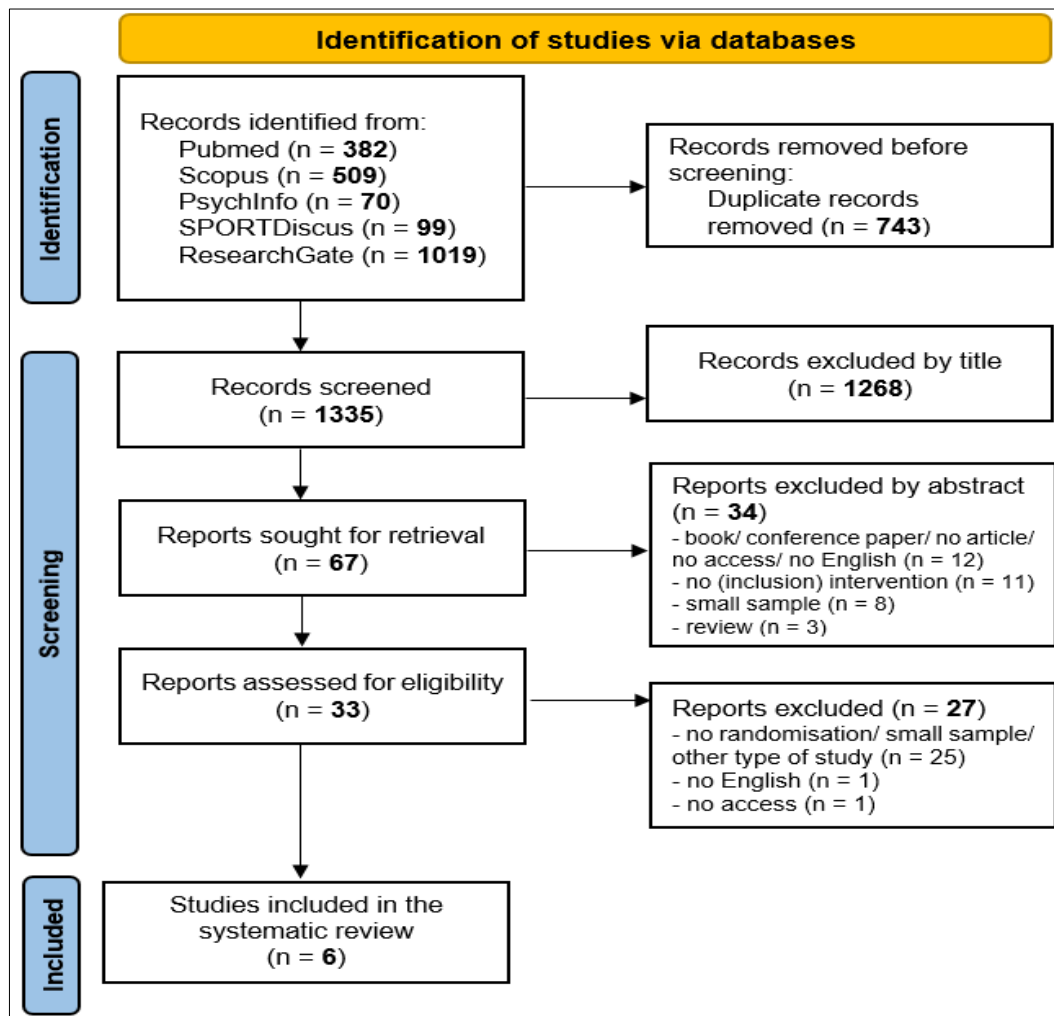 Identification of studies via databases
Identification
Records identified from:
Pubmed (n = 382)
Scopus (n = 509)
PsychInfo (n = 70)
SPORTDiscus (n = 99)
ResearchGate (n = 1019)
Records removed before
screening:
Duplicate records
removed (n = 743)
Screening
Records screened
(n = 1335)
Records excluded by title
(n = 1268)
Reports sought for retrieval
(n = 67)
Reports excluded by abstract
(n = 34)
- book/ conference paper/ no article/
no access/ no English (n = 12)
- no (inclusion) intervention (n = 11)
- small sample (n = 8)
- review (n = 3)
Reports assessed for eligibility
(n = 33)
Reports excluded (n = 27)
- no randomisation/ small sample/
other type of study (n = 25)
- no English (n = 1)
- no access (n = 1)
Included
Studies included in the
systematic review
(n = 6)